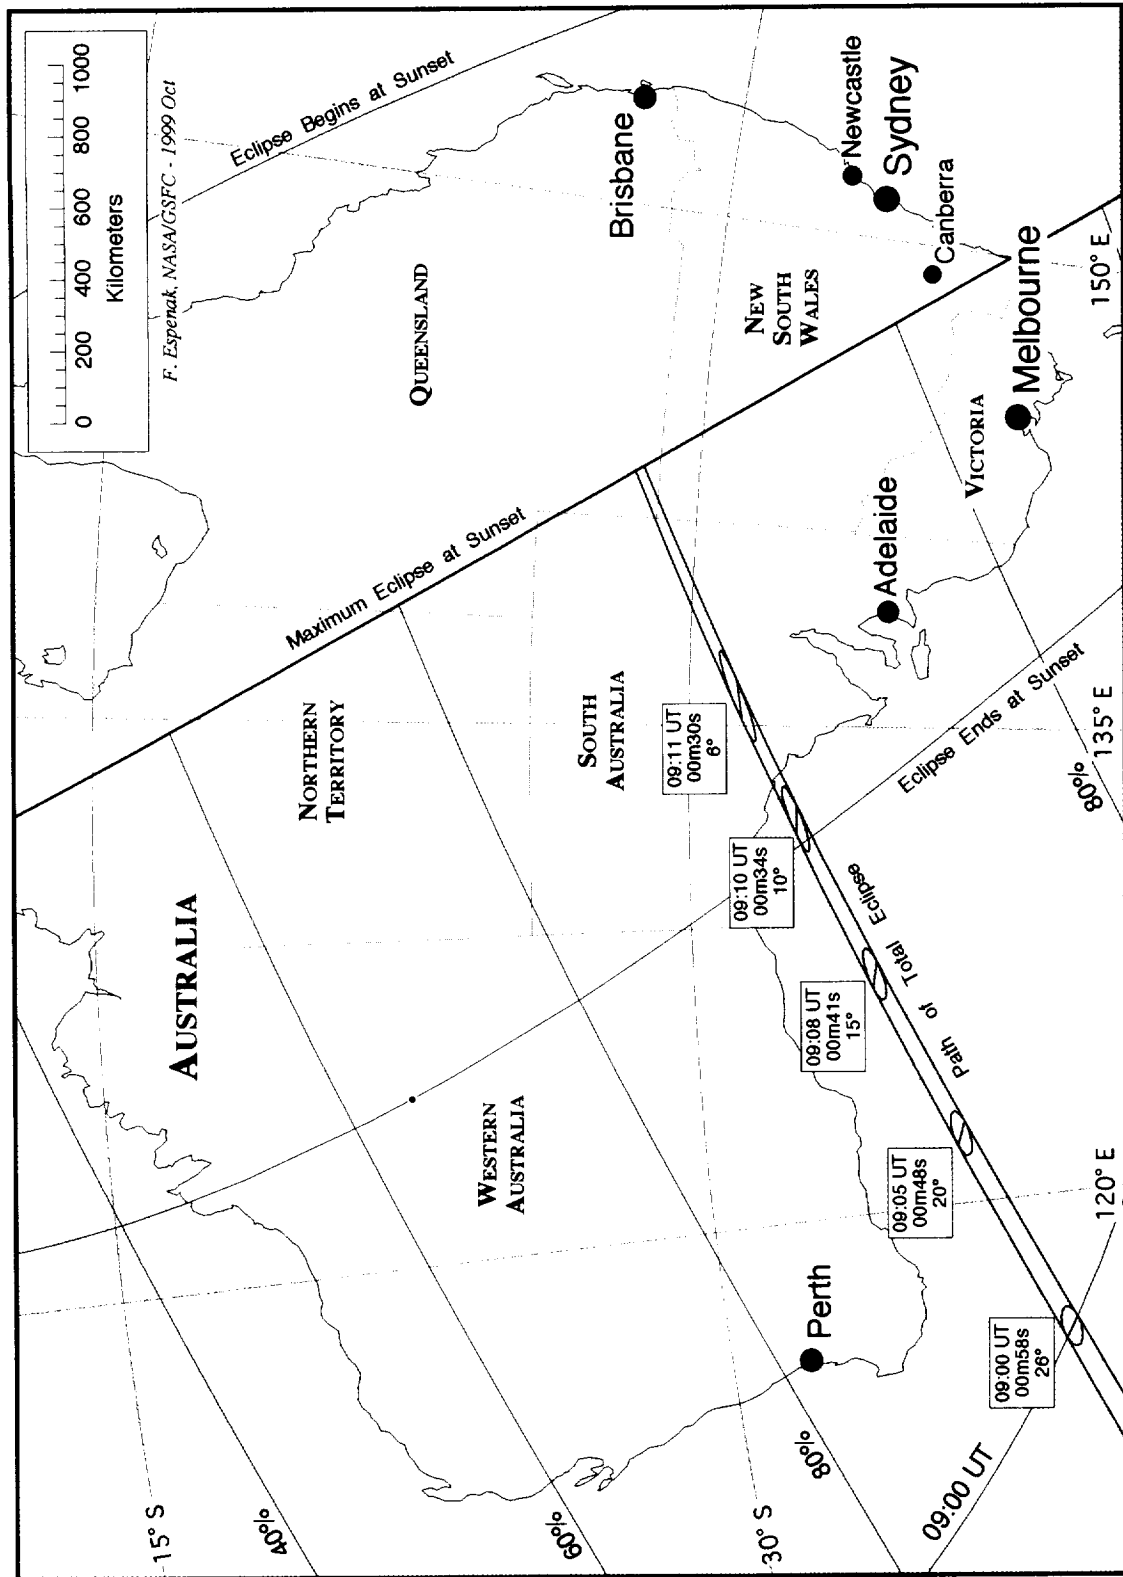 0 200 400 600 800 1000
Kilometers
F. Espenak, NASA/GSFC - 1999 Oct
Eclipse Begins at Sunset
AUSTRALIA
NORTHERN
TERRITORY
Maximum Eclipse at Sunset
QUEENSLAND
Brisbane
WESTERN
AUSTRALIA
SOUTH
AUSTRALIA
NEW
SOUTH
WALES
Newcastle
Sydney
Canberra
Perth
Adelaide
VICTORIA
Melbourne
09:00 UT
00m58s
26°
09:05 UT
00m48s
20°
09:08 UT
00m41s
15°
09:10 UT
00m34s
10°
09:11 UT
00m30s
6°
Path of Total Eclipse
Eclipse Ends at Sunset
15° S
40%
60%
30° S
80%
09:00 UT
120° E
135° E
80%
150° E